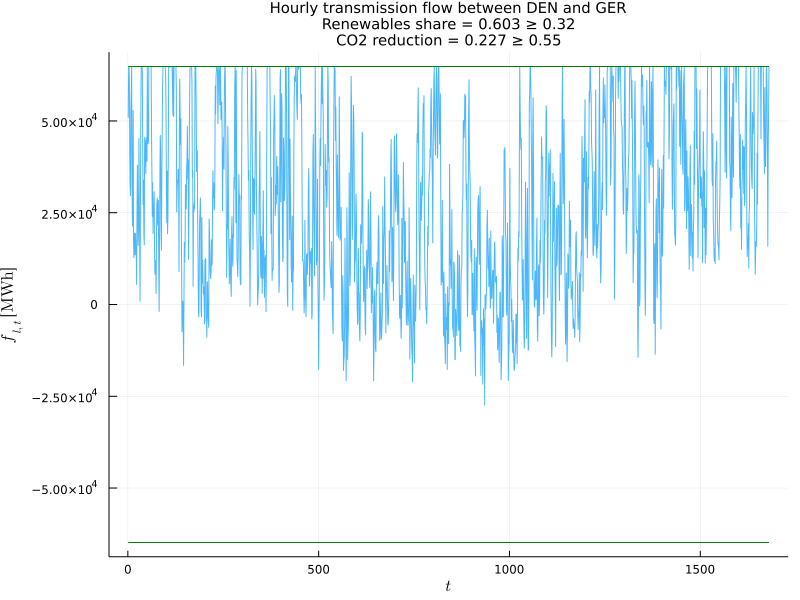 Hourly transmission flow between DEN and GER
Renewables share = 0.603 ≥ 0.32
CO2 reduction = 0.227 ≥ 0.55
5.00×10⁴
2.50×10⁴
0
−2.50×10⁴
−5.00×10⁴
f_{l,t} [MWh]
0 500 1000 1500
t